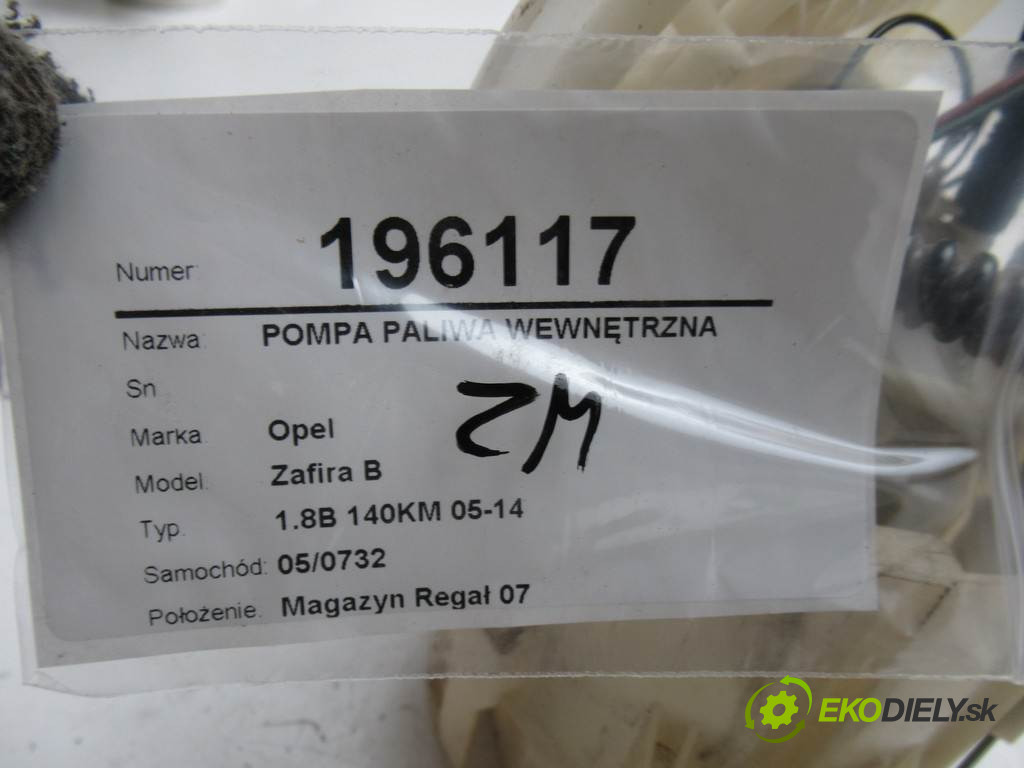 Numer: 196117
Nazwa: POMPA PALIWA WEWNĘTRZNA
Sn
Marka. Opel
Model. Zafira B
Typ. 1.8B 140KM 05-14
Samochód: 05/0732
Położenie. Magazyn Regał 07
ZM
EKODIELY.sk